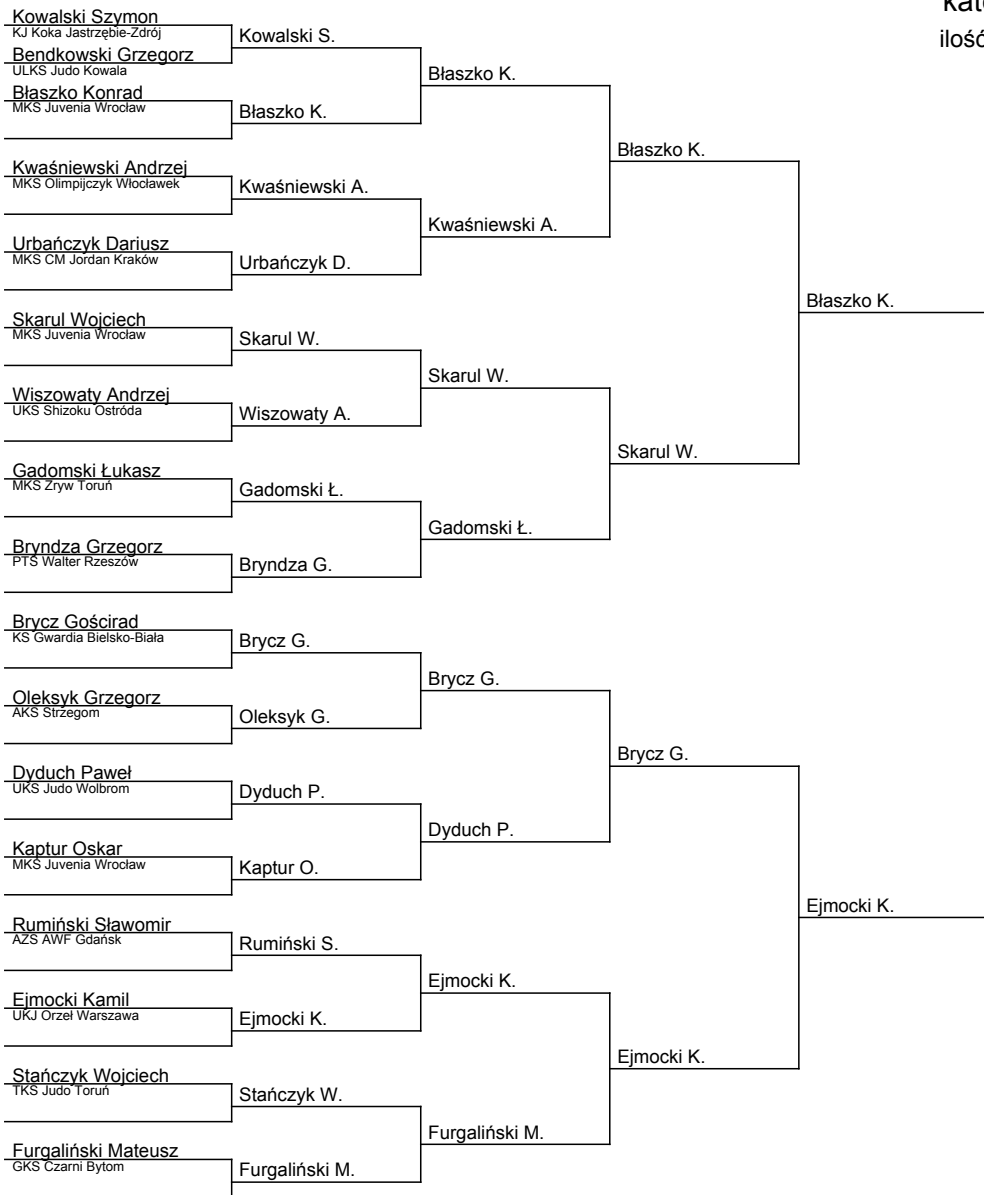 Kowalski Szymon
KJ Koka Jastrzębie-Zdrój
Bendkowski Grzegorz
ULKS Judo Kowala
Błaszko Konrad
MKS Juvenia Wrocław
Kwaśniewski Andrzej
MKS Olimpijczyk Włocławek
Urbańczyk Dariusz
MKS CM Jordan Kraków
Skarul Wojciech
MKS Juvenia Wrocław
Wiszowaty Andrzej
UKS Shizoku Ostróda
Gadomski Łukasz
MKS Zryw Toruń
Bryndza Grzegorz
PTS Walter Rzeszów
Brycz Gościrad
KS Gwardia Bielsko-Biała
Oleksyk Grzegorz
AKS Strzegom
Dyduch Paweł
UKS Judo Wolbrom
Kaptur Oskar
MKS Juvenia Wrocław
Rumiński Sławomir
AZS AWF Gdańsk
Ejmocki Kamil
UKJ Orzeł Warszawa
Stańczyk Wojciech
TKS Judo Toruń
Furgaliński Mateusz
GKS Czarni Bytom
Kowalski S.
Błaszko K.
Kwaśniewski A.
Urbańczyk D.
Skarul W.
Wiszowaty A.
Gadomski Ł.
Bryndza G.
Brycz G.
Oleksyk G.
Dyduch P.
Kaptur O.
Rumiński S.
Ejmocki K.
Stańczyk W.
Furgaliński M.
Błaszko K.
Kwaśniewski A.
Skarul W.
Gadomski Ł.
Brycz G.
Dyduch P.
Ejmocki K.
Furgaliński M.
Błaszko K.
Skarul W.
Brycz G.
Ejmocki K.
Błaszko K.
Ejmocki K.
ilość